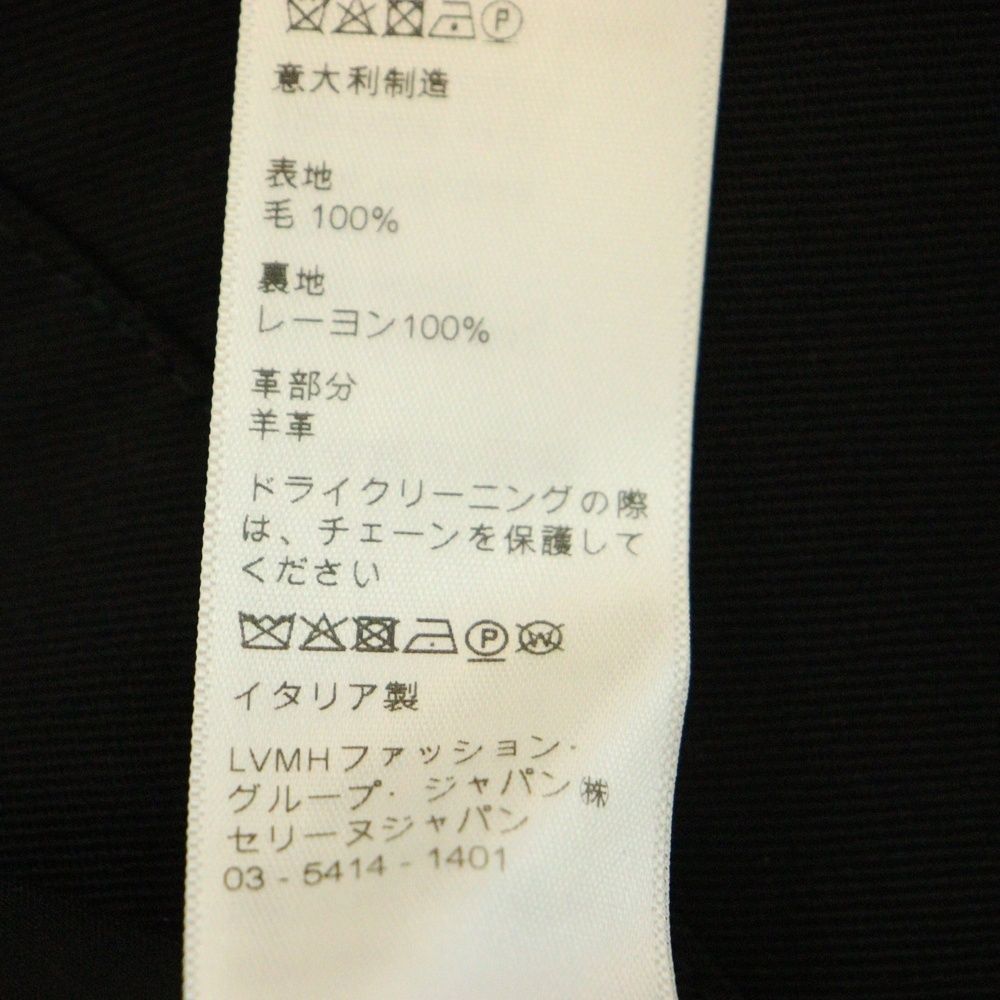 意大利制造
表地
毛 100%
裏地
レーヨン100%
革部分
羊革
ドライクリーニングの際
は、チェーンを保護して
ください
イタリア製
LVMHファッション・
グループ・ジャパン㈱
セリーヌジャパン
03 - 5414 - 1401